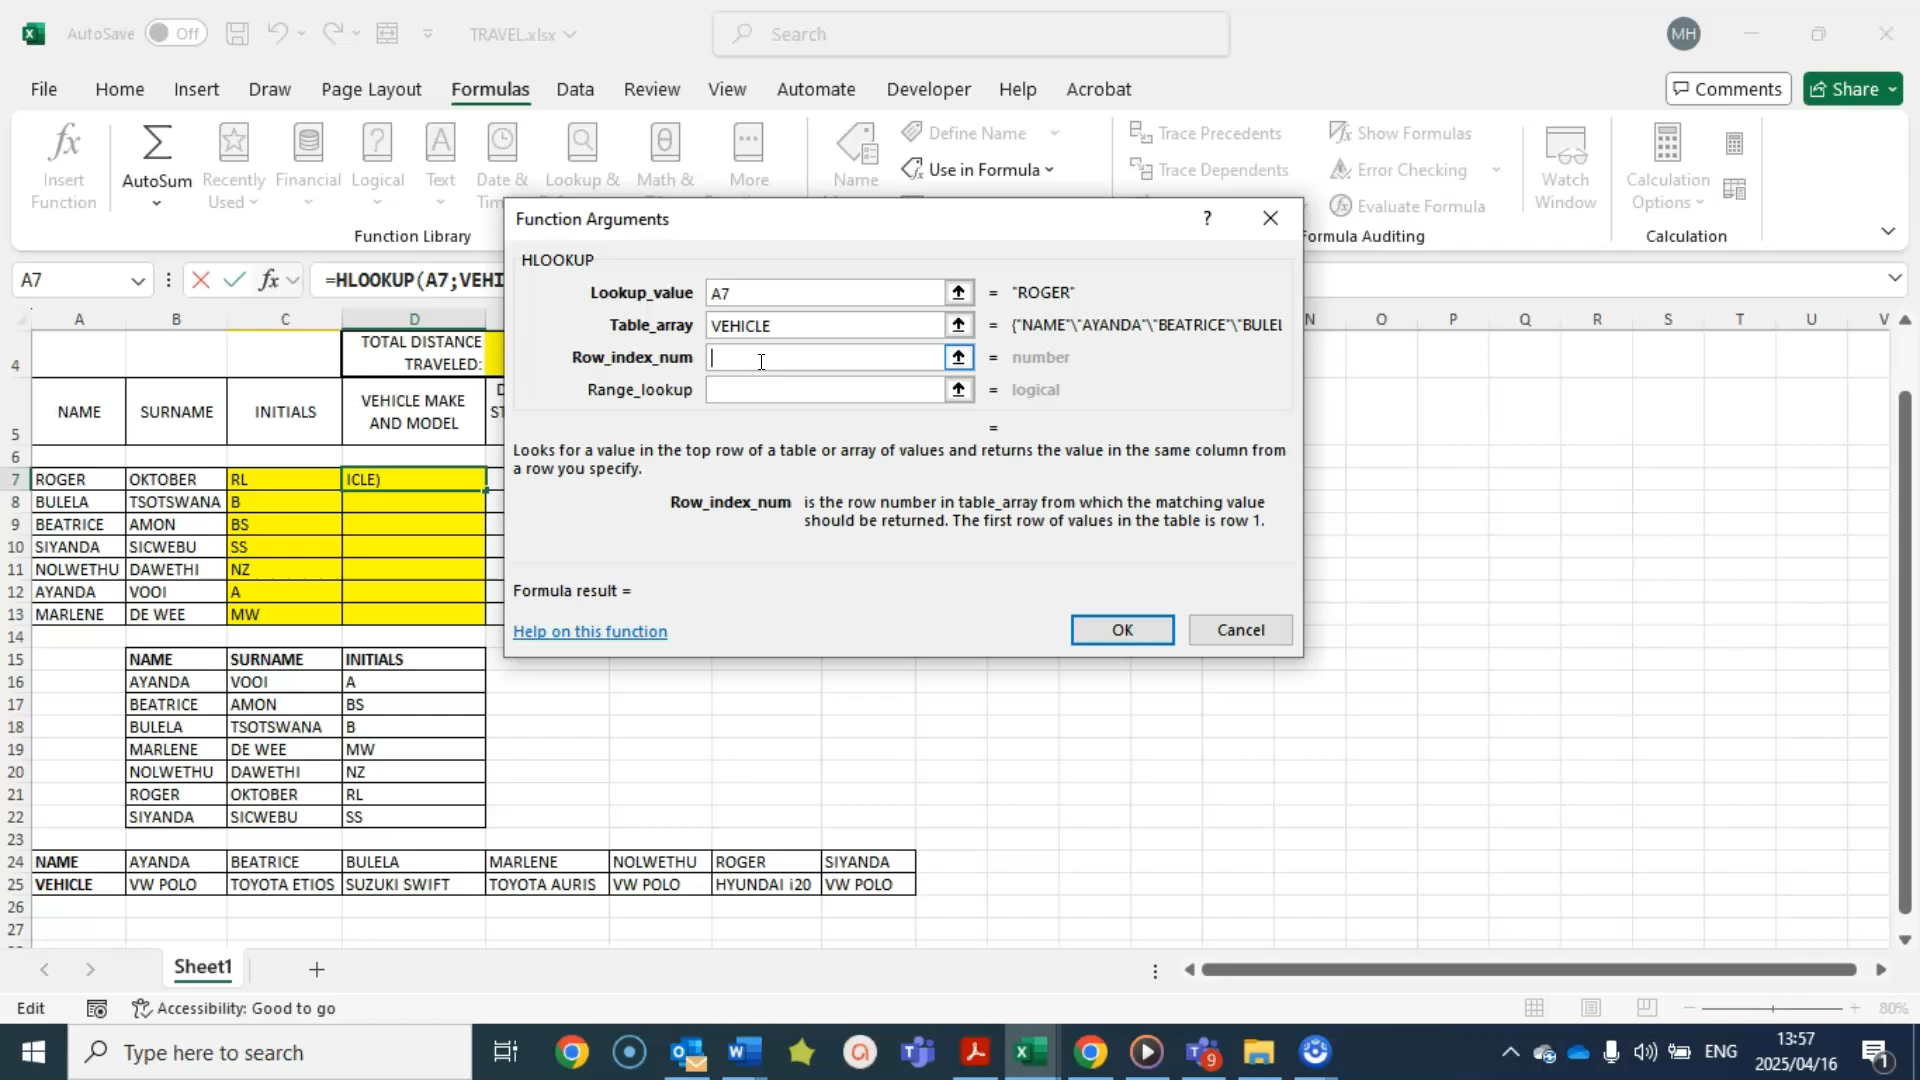 AutoSave Off TRAVEL.xlsx Search MH
File Home Insert Draw Page Layout Formulas Data Review View Automate Developer Help Acrobat Comments Share
Insert Function AutoSum Recently Used Financial Logical Text Date & Lookup & Math & More Name
Define Name
Use in Formula
Trace Precedents Show Formulas
Trace Dependents Error Checking
Evaluate Formula
Watch Window
Calculation Options
Function Library Formula Auditing Calculation
A7 fx =HLOOKUP(A7;VEHI
Function Arguments ?
HLOOKUP
Lookup_value A7 = "ROGER"
Table_array VEHICLE = {"NAME"\"AYANDA"\"BEATRICE"\"BULEL
Row_index_num = number
Range_lookup = logical
=
Looks for a value in the top row of a table or array of values and returns the value in the same column from
a row you specify.
Row_index_num is the row number in table_array from which the matching value
should be returned. The first row of values in the table is row 1.
Formula result =
Help on this function OK Cancel
A B C D N O P Q R S T U V
4 TOTAL DISTANCE
TRAVELED:
5 NAME SURNAME INITIALS VEHICLE MAKE
AND MODEL
6
7 ROGER OKTOBER RL ICLE)
8 BULELA TSOTSWANA B
9 BEATRICE AMON BS
10 SIYANDA SICWEBU SS
11 NOLWETHU DAWETHI NZ
12 AYANDA VOOI A
13 MARLENE DE WEE MW
14
15 NAME SURNAME INITIALS
16 AYANDA VOOI A
17 BEATRICE AMON BS
18 BULELA TSOTSWANA B
19 MARLENE DE WEE MW
20 NOLWETHU DAWETHI NZ
21 ROGER OKTOBER RL
22 SIYANDA SICWEBU SS
23
24 NAME AYANDA BEATRICE BULELA MARLENE NOLWETHU ROGER SIYANDA
25 VEHICLE VW POLO TOYOTA ETIOS SUZUKI SWIFT TOYOTA AURIS VW POLO HYUNDAI i20 VW POLO
26
27
Sheet1
Edit Accessibility: Good to go 80%
Type here to search 9 ENG 13:57
2025/04/16 1